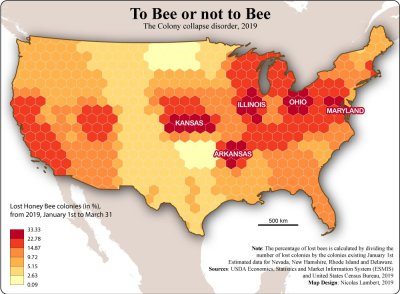 To Bee or not to Bee
The Colony collapse disorder, 2019
KANSAS
ILLINOIS
OHIO
MARYLAND
ARKANSAS
Lost Honey Bee colonies (in %),
from 2019, January 1st to March 31
33.33
22.78
14.87
9.72
5.15
2.63
0.09
500 km
Note: The percentage of lost bees is calculated by dividing the
number of lost colonies by the colonies existing January 1st
Estimated data for Nevada, New Hamshire, Rhode Island and Delaware.
Sources: USDA Economics, Statistics and Market Information System (ESMIS)
and United States Census Bureau, 2019
Map Design: Nicolas Lambert, 2019